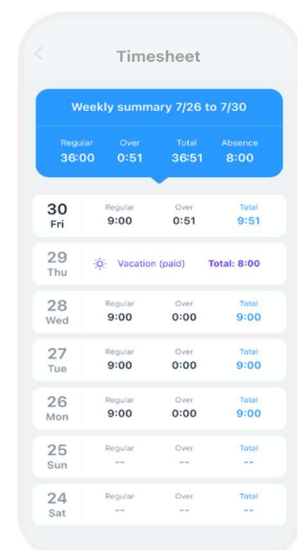 Timesheet
Weekly summary 7/26 to 7/30
Regular Over Total Absence
36:00 0:51 36:51 8:00
30 Regular Over Total
Fri 9:00 0:51 9:51
29 Vacation (paid) Total: 8:00
Thu
28 Regular Over Total
Wed 9:00 0:00 9:00
27 Regular Over Total
Tue 9:00 0:00 9:00
26 Regular Over Total
Mon 9:00 0:00 9:00
25 Regular Over Total
Sun -- -- --
24 Regular Over Total
Sat -- -- --